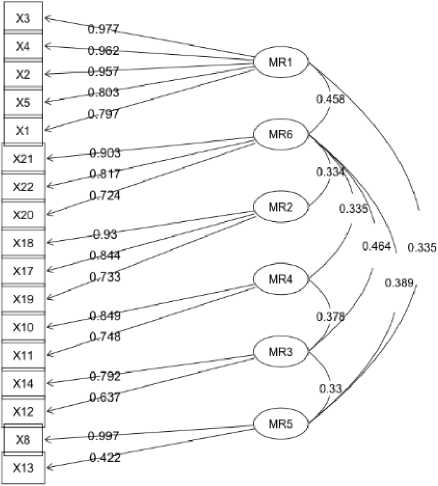 X3
X4
X2
X5
X1
X21
X22
X20
X18
X17
X19
X10
X11
X14
X12
X8
X13
0.977
0.962
0.957
0.803
0.797
0.903
0.817
0.724
0.93
0.844
0.733
0.849
0.748
0.792
0.637
0.997
0.422
MR1
MR6
MR2
MR4
MR3
MR5
0.458
0.334
0.335
0.464
0.335
0.389
0.378
0.33